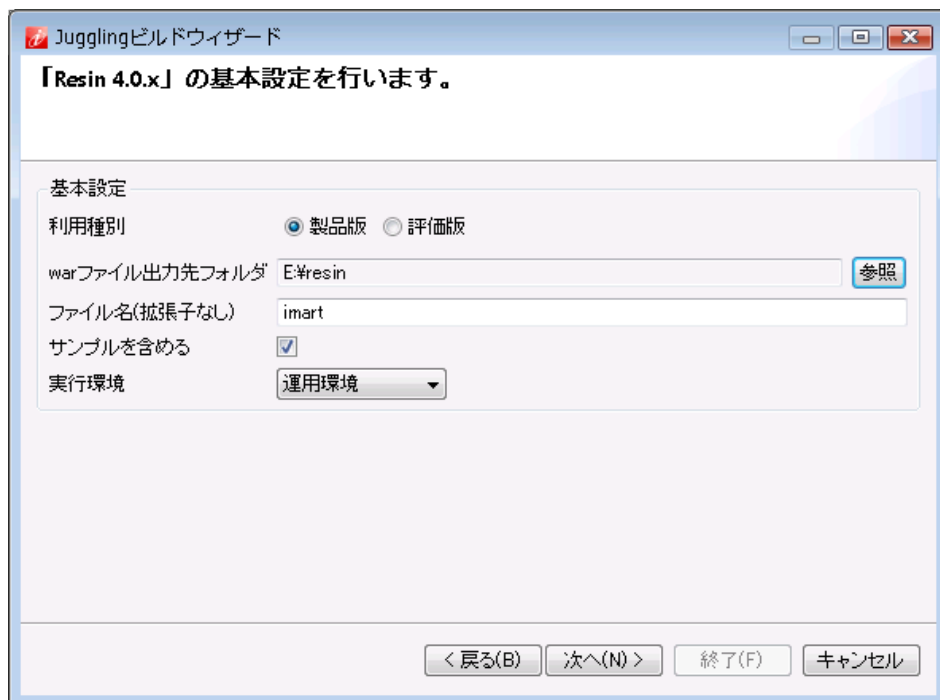 Jugglingビルドウィザード
「Resin 4.0.x」の基本設定を行います。
基本設定
利用種別 製品版 評価版
warファイル出力先フォルダ E:¥resin 参照
ファイル名(拡張子なし) imart
サンプルを含める
実行環境 運用環境
< 戻る(B) 次へ(N) > 終了(F) キャンセル